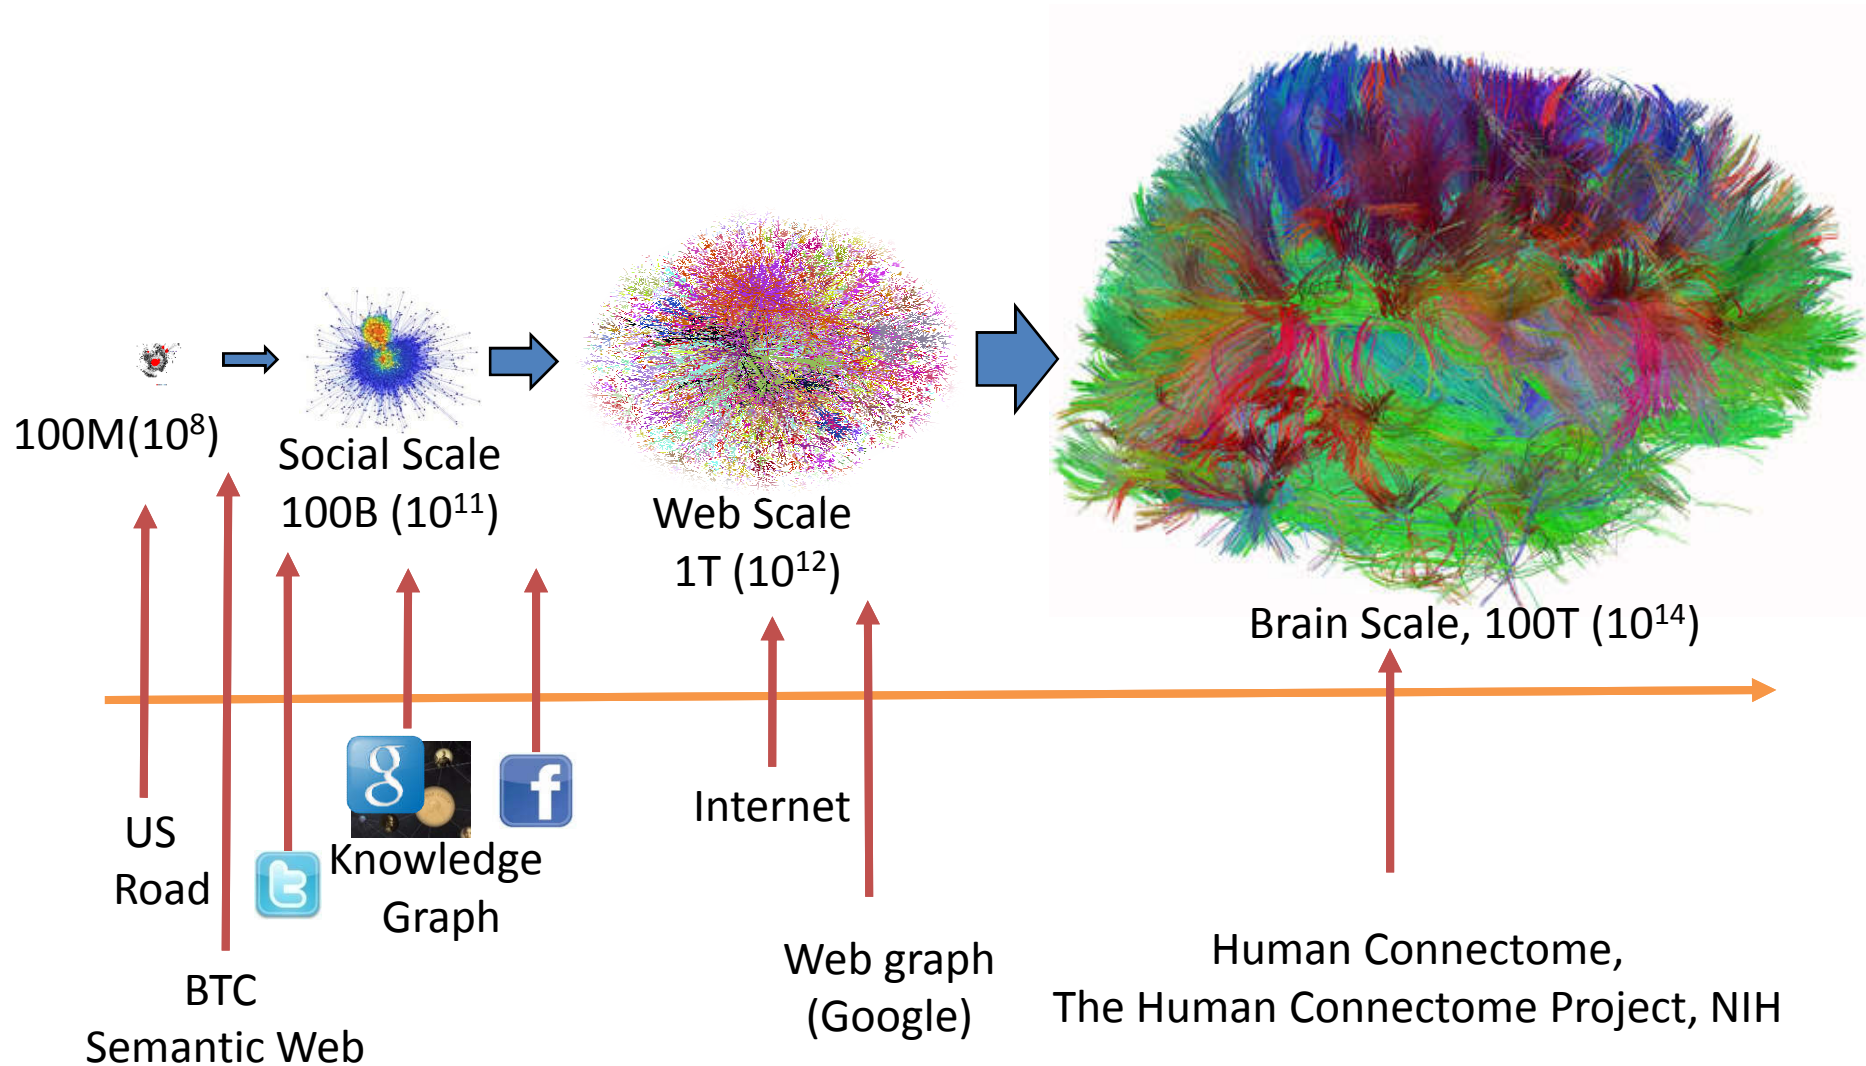 100M(10⁸)
Social Scale
100B (10¹¹)
Web Scale
1T (10¹²)
Brain Scale, 100T (10¹⁴)
US
Road
BTC
Semantic Web
t
g
Knowledge
Graph
f
Internet
Web graph
(Google)
Human Connectome,
The Human Connectome Project, NIH